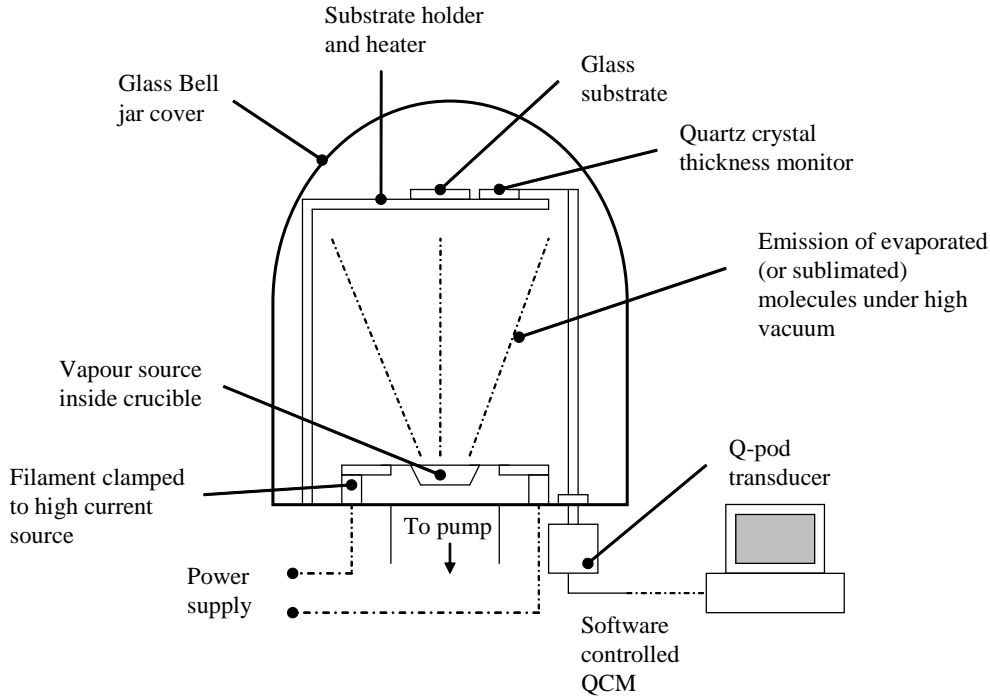 Substrate holder
and heater
Glass Bell
jar cover
Glass
substrate
Quartz crystal
thickness monitor
Emission of evaporated
(or sublimated)
molecules under high
vacuum
Vapour source
inside crucible
Filament clamped
to high current
source
Q-pod
transducer
To pump
Power
supply
Software
controlled
QCM